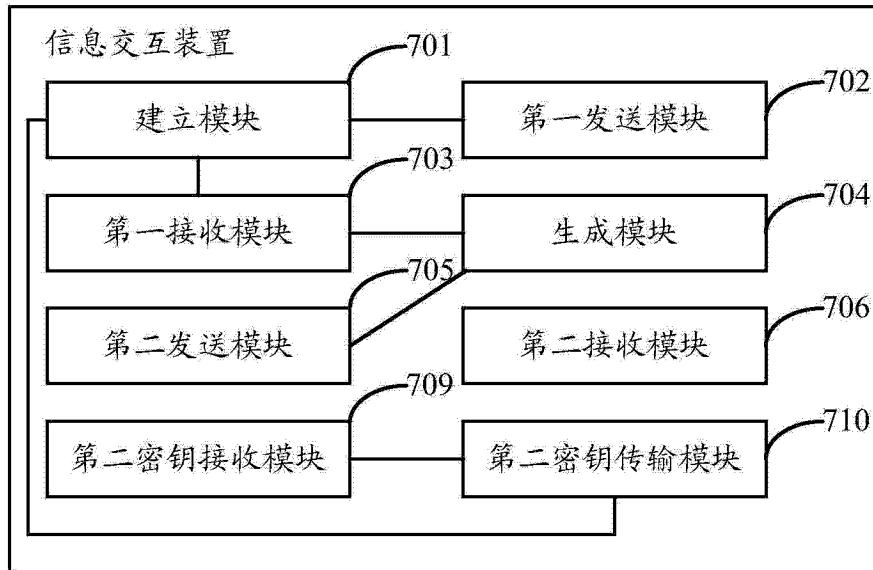 信息交互装置
701
建立模块
702
第一发送模块
703
第一接收模块
704
生成模块
705
第二发送模块
706
第二接收模块
709
第二密钥接收模块
710
第二密钥传输模块